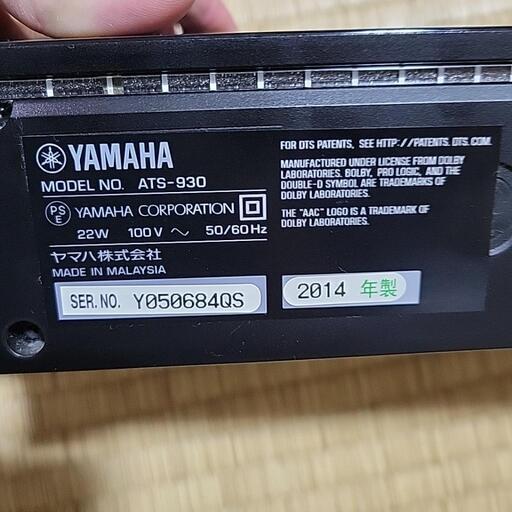 YAMAHA
MODEL NO. ATS-930
PS E YAMAHA CORPORATION
22W 100V ～ 50/60Hz
ヤマハ株式会社
MADE IN MALAYSIA
SER.NO. Y050684QS
FOR DTS PATENTS, SEE HTTP://PATENTS.DTS.COM.
MANUFACTURED UNDER LICENSE FROM DOLBY
LABORATORIES. DOLBY, PRO LOGIC, AND THE
DOUBLE-D SYMBOL ARE TRADEMARKS OF
DOLBY LABORATORIES.
THE "AAC" LOGO IS A TRADEMARK OF
DOLBY LABORATORIES.
2014 年製